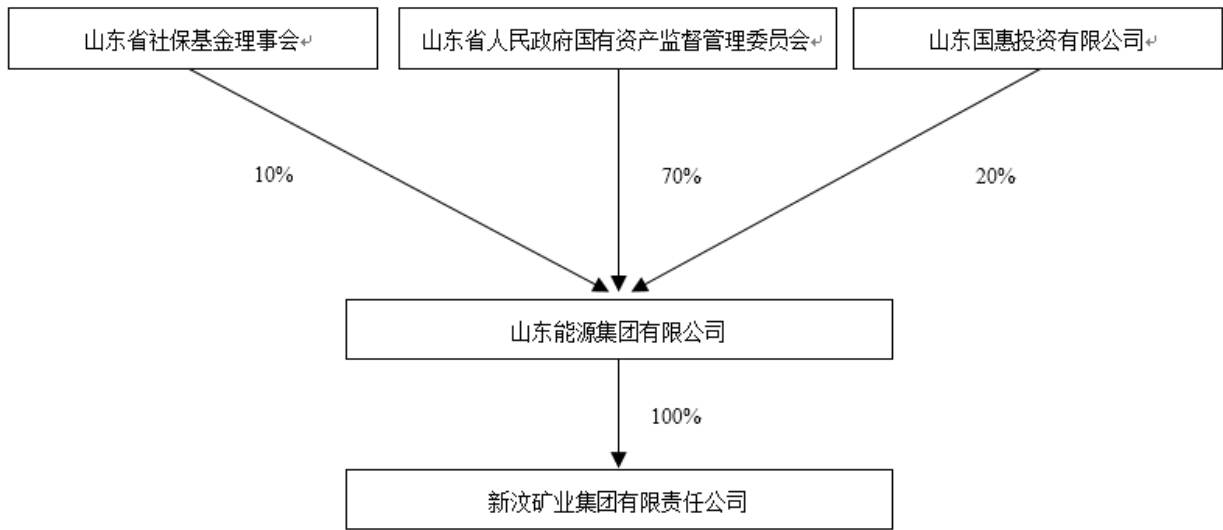 山东省社保基金理事会↵
山东省人民政府国有资产监督管理委员会↵
山东国惠投资有限公司↵
10%
70%
20%
山东能源集团有限公司
100%
新汶矿业集团有限责任公司